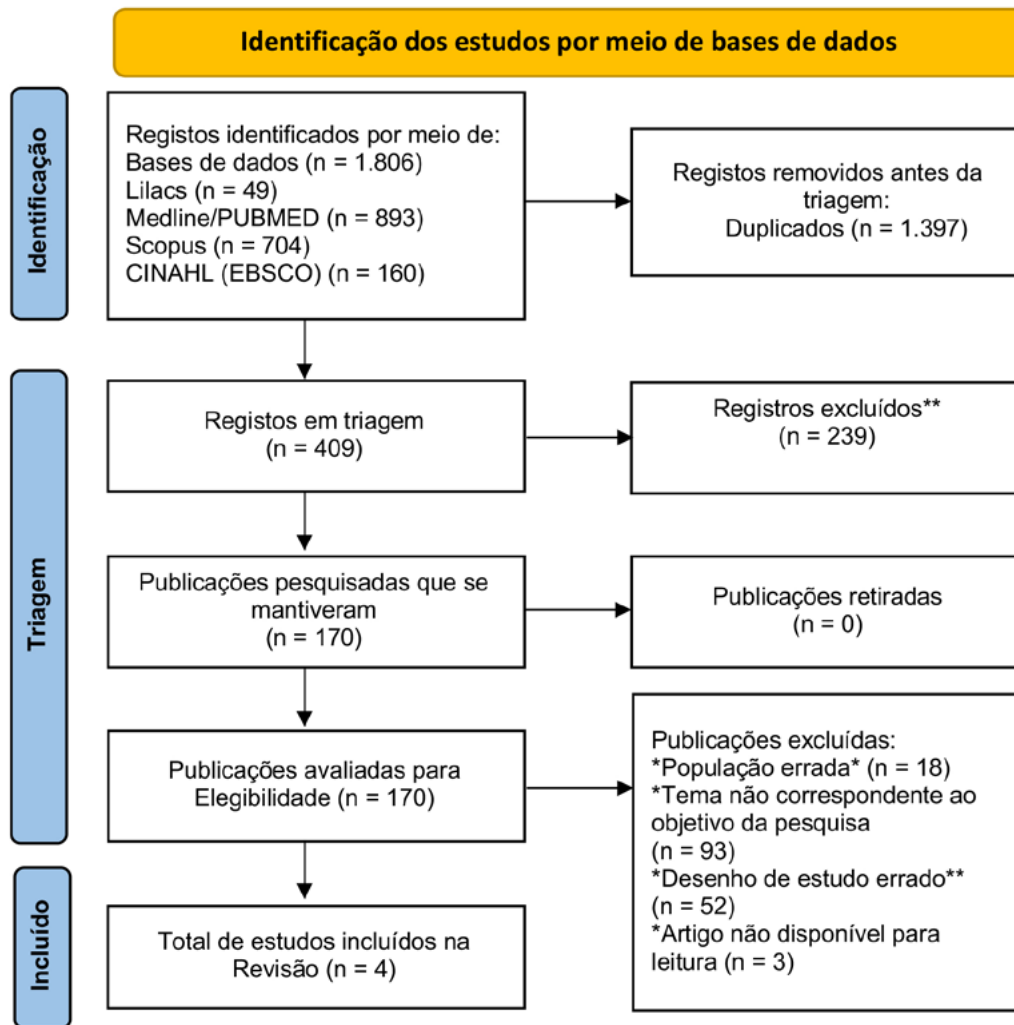 Identificação dos estudos por meio de bases de dados
Identificação
Registos identificados por meio de:
Bases de dados (n = 1.806)
Lilacs (n = 49)
Medline/PUBMED (n = 893)
Scopus (n = 704)
CINAHL (EBSCO) (n = 160)
Registos removidos antes da
triagem:
Duplicados (n = 1.397)
Triagem
Registos em triagem
(n = 409)
Registros excluídos**
(n = 239)
Publicações pesquisadas que se
mantiveram
(n = 170)
Publicações retiradas
(n = 0)
Publicações avaliadas para
Elegibilidade (n = 170)
Publicações excluídas:
*População errada* (n = 18)
*Tema não correspondente ao
objetivo da pesquisa
(n = 93)
*Desenho de estudo errado**
(n = 52)
*Artigo não disponível para
leitura (n = 3)
Incluído
Total de estudos incluídos na
Revisão (n = 4)